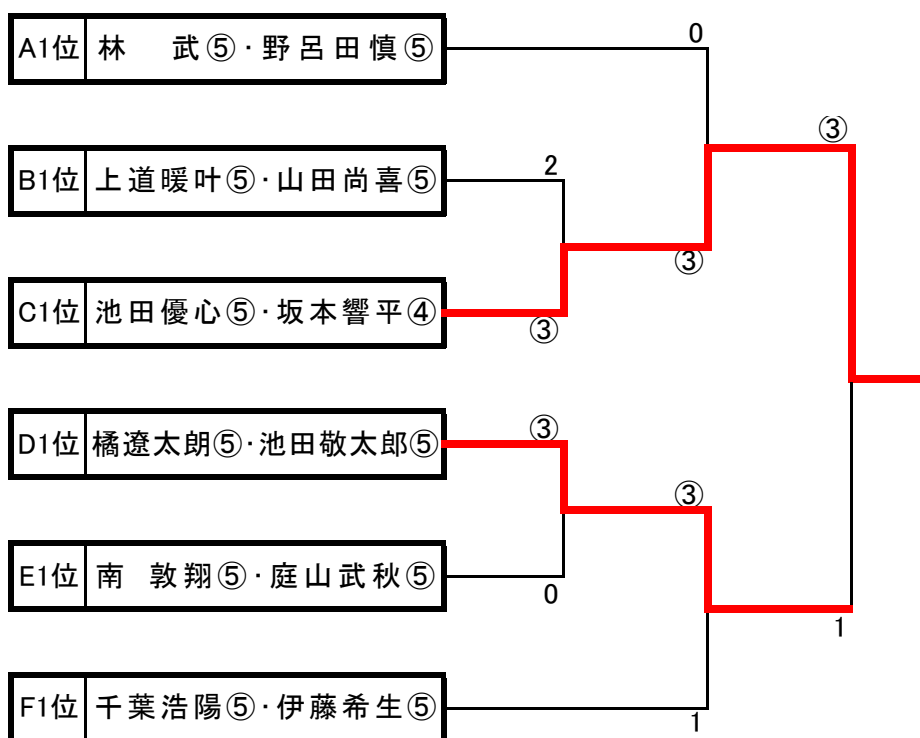 A1位 林 武⑤・野呂田慎⑤
0
③
B1位 上道暖叶⑤・山田尚喜⑤
2
③
C1位 池田優心⑤・坂本響平④
③
D1位 橘遼太朗⑤・池田敬太郎⑤
③
③
E1位 南 敦翔⑤・庭山武秋⑤
0
1
F1位 千葉浩陽⑤・伊藤希生⑤
1